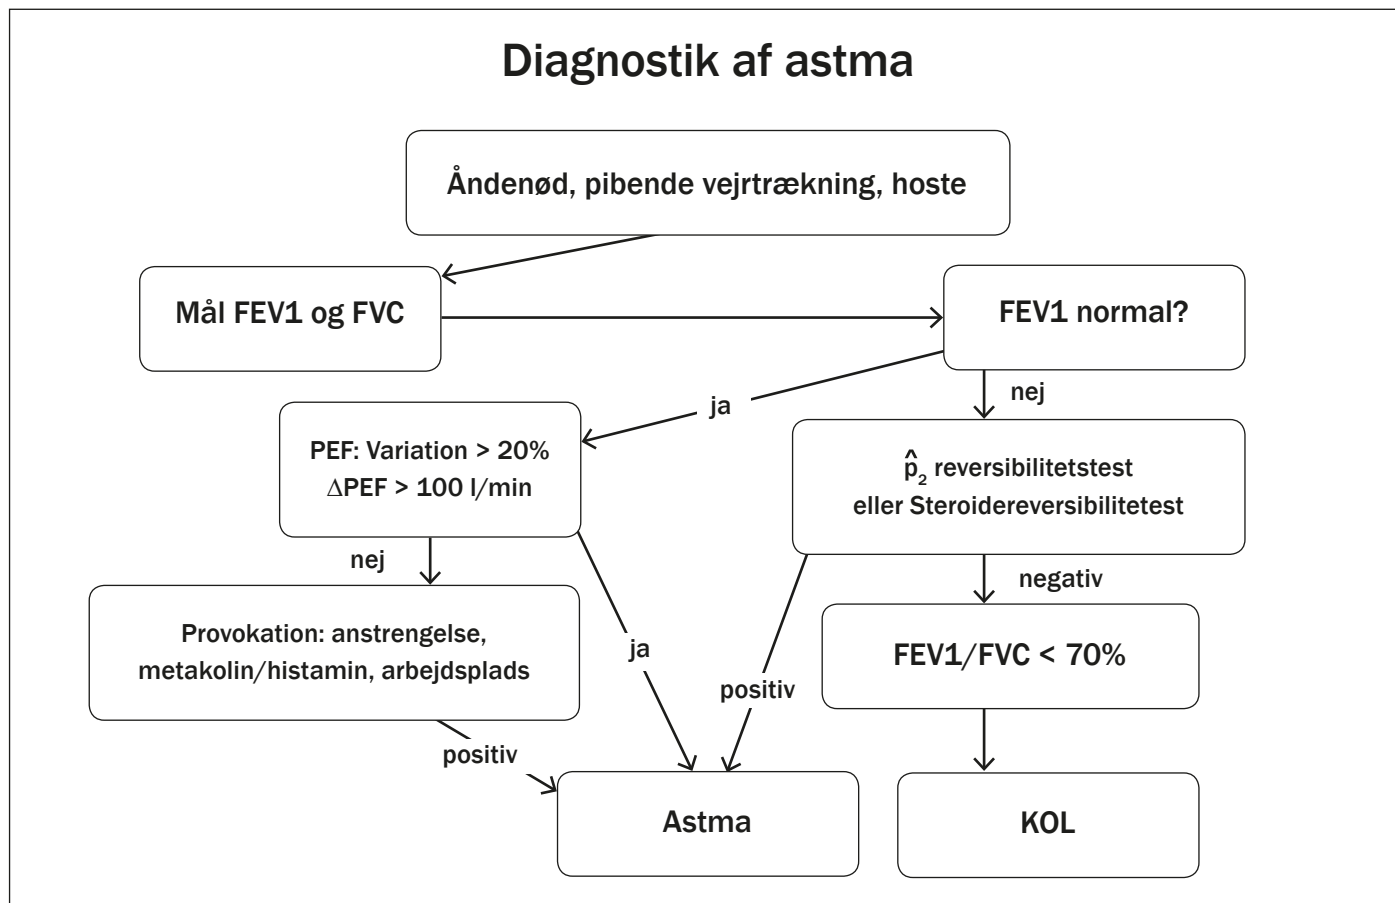 Diagnostik af astma
Åndenød, pibende vejrtrækning, hoste
Mål FEV1 og FVC
FEV1 normal?
ja
nej
PEF: Variation > 20%
ΔPEF > 100 l/min
p̂₂ reversibilitetstest
eller Steroidereversibilitetest
nej
negativ
Provokation: anstrengelse,
metakolin/histamin, arbejdsplads
ja
positiv
FEV1/FVC < 70%
positiv
Astma
KOL